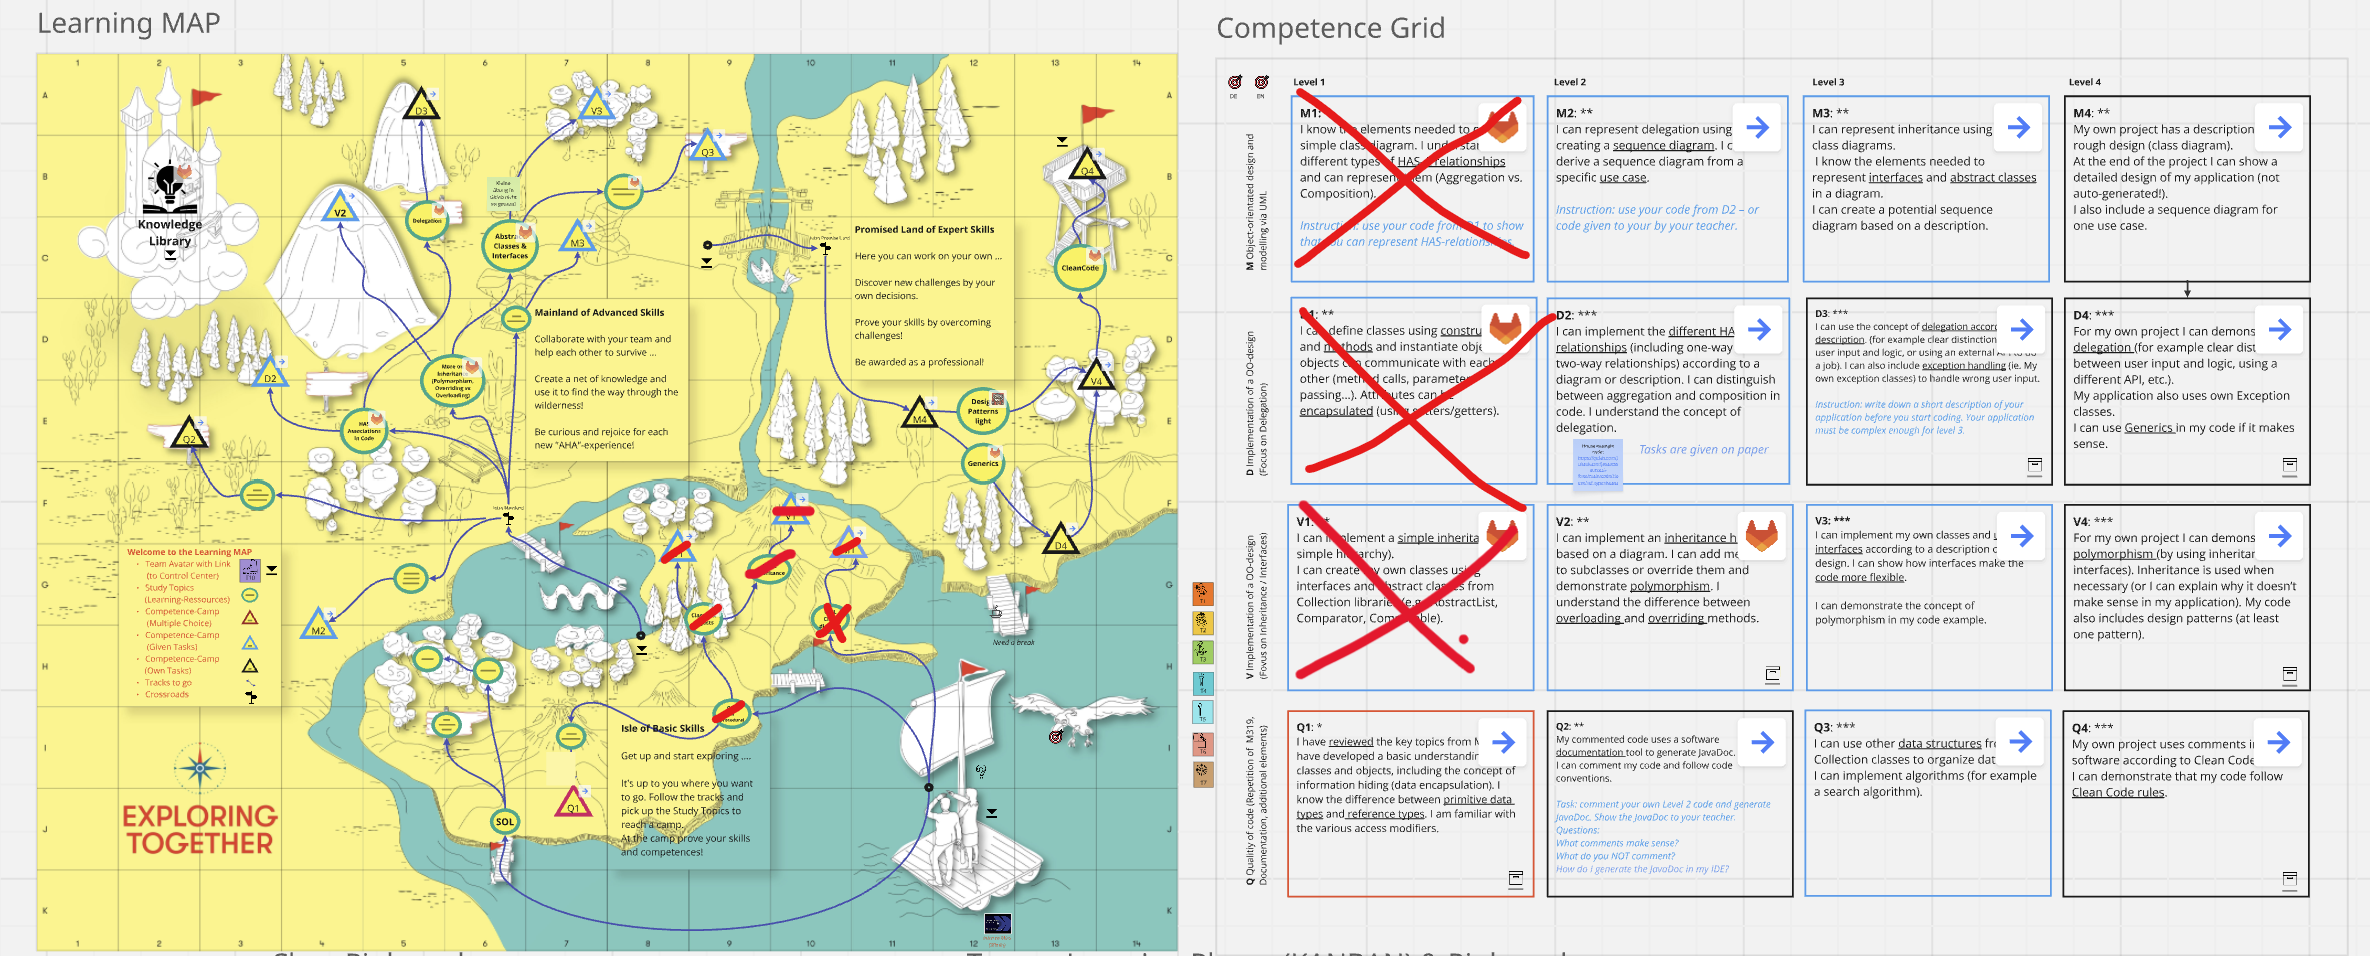 Learning MAP
Competence Grid
Knowledge
Library
D3
V3
Q3
V2
Delegation
Abstract
Classes &
Interfaces
M3
D2
Q2
More on
Inheritance
(Polymorphism,
Overriding vs
Overloading)
HAS
Associations
in Code
Mainland of Advanced Skills
Collaborate with your team and
help each other to survive ...
Create a net of knowledge and
use it to find the way through the
wilderness!
Be curious and rejoice for each
new "AHA"-experience!
Promised Land of Expert Skills
Here you can work on your own ...
Discover new challenges by your
own decisions.
Prove your skills by overcoming
challenges!
Be awarded as a professional!
Q4
CleanCode
V4
M4
Design
Patterns
light
Generics
D4
Need a break
M2
Welcome to the Learning MAP
Team Avatar with Link
(to Control Center)
Study Topics
(Learning-Ressources)
Competence-Camp
(Multiple Choice)
Competence-Camp
(Given Tasks)
Competence-Camp
(Own Tasks)
Tracks to go
Crossroads
EXPLORING
TOGETHER
SOL
Q1
Isle of Basic Skills
Get up and start exploring ....
It's up to you where you want
to go. Follow the tracks and
pick up the Study Topics to
reach a camp.
At the camp prove your skills
and competences!
1 2 3 4 5 6 7 8 9 10 11 12 13 14
A
B
C
D
E
F
G
H
I
J
K
DE EN
Level 1
Level 2
Level 3
Level 4
M Object-orientated design and
modelling via UML
M1:
I know the elements needed to
simple class diagram. I understand
different types of HAS-relationships
and can represent them (Aggregation vs.
Composition).
Instruction: use your code from D1 to show
that you can represent HAS-relationships.
M2: **
I can represent delegation using
creating a sequence diagram. I c
derive a sequence diagram from a
specific use case.
Instruction: use your code from D2 – or
code given to your by your teacher.
M3: **
I can represent inheritance using
class diagrams.
I know the elements needed to
represent interfaces and abstract classes
in a diagram.
I can create a potential sequence
diagram based on a description.
M4: **
My own project has a description
rough design (class diagram).
At the end of the project I can show a
detailed design of my application (not
auto-generated!).
I also include a sequence diagram for
one use case.
D Implementation of a OO-design
(Focus on Delegation)
D1: **
I can define classes using constru
and methods and instantiate obje
objects can communicate with each
other (method calls, parameter
passing...). Attributes can be
encapsulated (using setters/getters).
D2: ***
I can implement the different HA
relationships (including one-way
two-way relationships) according to a
diagram or description. I can distinguish
between aggregation and composition in
code. I understand the concept of
delegation.
Tasks are given on paper
D3: ***
I can use the concept of delegation accord
description. (for example clear distinction
user input and logic, or using an external API to do
a job). I can also include exception handling (ie. My
own exception classes) to handle wrong user input.
Instruction: write down a short description of your
application before you start coding. Your application
must be complex enough for level 3.
D4: ***
For my own project I can demons
delegation (for example clear dist
between user input and logic, using a
different API, etc.).
My application also uses own Exception
classes.
I can use Generics in my code if it makes
sense.
V Implementation of a OO-design
(Fovus on Inheritance / Interfaces)
V1: **
I can implement a simple inherita
simple hierarchy).
I can create my own classes using
interfaces and abstract classes from
Collection libraries (e.g. AbstractList,
Comparator, Comparable).
V2: **
I can implement an inheritance h
based on a diagram. I can add me
to subclasses or override them and
demonstrate polymorphism. I
understand the difference between
overloading and overriding methods.
V3: ***
I can implement my own classes and
interfaces according to a description o
design. I can show how interfaces make the
code more flexible.
I can demonstrate the concept of
polymorphism in my code example.
V4: ***
For my own project I can demons
polymorphism (by using inheritan
interfaces). Inheritance is used when
necessary (or I can explain why it doesn't
make sense in my application). My code
also includes design patterns (at least
one pattern).
Q Qualitiy of code (Repetition of M319,
Documentation, additional elements)
Q1: *
I have reviewed the key topics from M
have developed a basic understandin
classes and objects, including the concept of
information hiding (data encapsulation). I
know the difference between primitive data
types and reference types. I am familiar with
the various access modifiers.
Q2: **
My commented code uses a software
documentation tool to generate JavaDoc.
I can comment my code and follow code
conventions.
Task: comment your own Level 2 code and generate
JavaDoc. Show the JavaDoc to your teacher.
Questions:
What comments make sense?
What do you NOT comment?
How do I generate the JavaDoc in my IDE?
Q3: ***
I can use other data structures fro
Collection classes to organize dat
I can implement algorithms (for example
a search algorithm).
Q4: ***
My own project uses comments i
software according to Clean Code
I can demonstrate that my code follow
Clean Code rules.